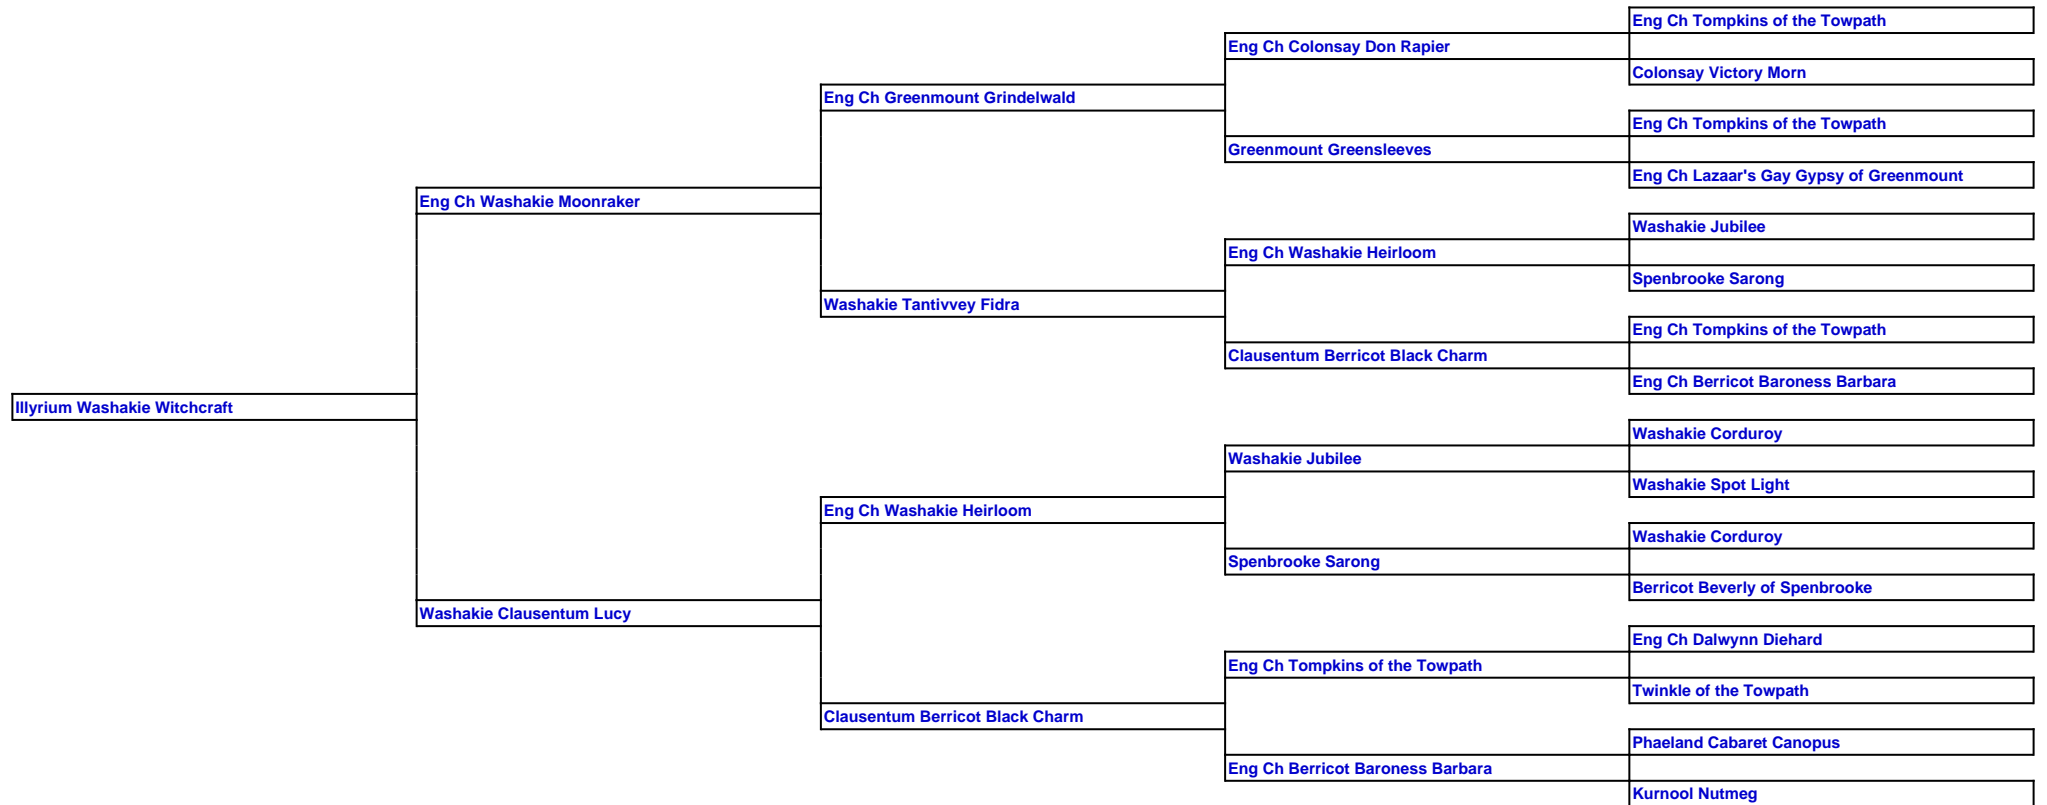 Eng Ch Tompkins of the Towpath
Eng Ch Colonsay Don Rapier
Colonsay Victory Morn
Eng Ch Greenmount Grindelwald
Eng Ch Tompkins of the Towpath
Greenmount Greensleeves
Eng Ch Lazaar's Gay Gypsy of Greenmount
Eng Ch Washakie Moonraker
Washakie Jubilee
Eng Ch Washakie Heirloom
Spenbrooke Sarong
Washakie Tantivvey Fidra
Eng Ch Tompkins of the Towpath
Clausentum Berricot Black Charm
Eng Ch Berricot Baroness Barbara
Illyrium Washakie Witchcraft
Washakie Corduroy
Washakie Jubilee
Washakie Spot Light
Eng Ch Washakie Heirloom
Washakie Corduroy
Spenbrooke Sarong
Berricot Beverly of Spenbrooke
Washakie Clausentum Lucy
Eng Ch Dalwynn Diehard
Eng Ch Tompkins of the Towpath
Twinkle of the Towpath
Clausentum Berricot Black Charm
Phaeland Cabaret Canopus
Eng Ch Berricot Baroness Barbara
Kurnool Nutmeg